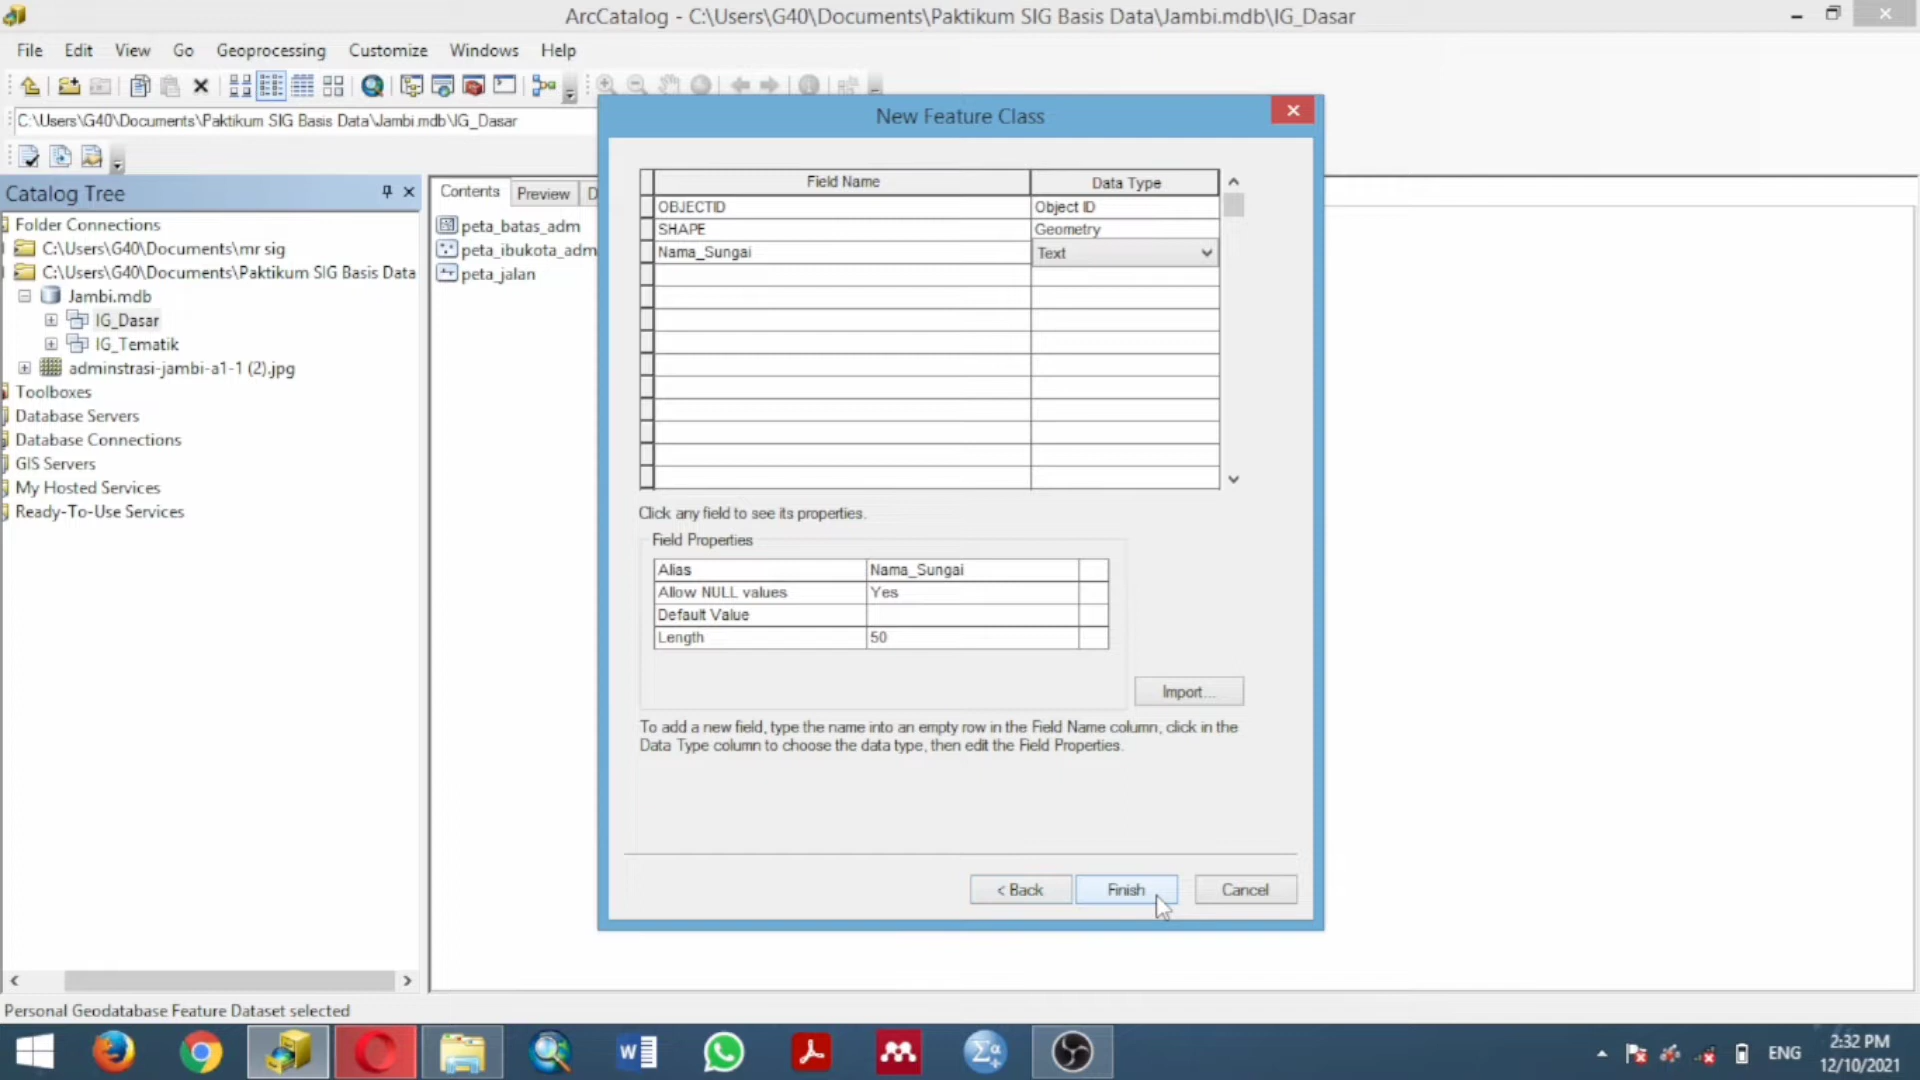 ArcCatalog - C:\Users\G40\Documents\Paktikum SIG Basis Data\Jambi.mdb\IG_Dasar
File Edit View Go Geoprocessing Customize Windows Help
C:\Users\G40\Documents\Paktikum SIG Basis Data\Jambi.mdb\IG_Dasar
Catalog Tree
Folder Connections
C:\Users\G40\Documents\mr sig
C:\Users\G40\Documents\Paktikum SIG Basis Data
Jambi.mdb
IG_Dasar
IG_Tematik
adminstrasi-jambi-a1-1 (2).jpg
Toolboxes
Database Servers
Database Connections
GIS Servers
My Hosted Services
Ready-To-Use Services
Contents Preview D
peta_batas_adm
peta_ibukota_adm
peta_jalan
New Feature Class
Field Name Data Type
OBJECTID Object ID
SHAPE Geometry
Nama_Sungai Text
Click any field to see its properties.
Field Properties
Alias Nama_Sungai
Allow NULL values Yes
Default Value
Length 50
Import...
To add a new field, type the name into an empty row in the Field Name column, click in the
Data Type column to choose the data type, then edit the Field Properties.
< Back Finish Cancel
Personal Geodatabase Feature Dataset selected
ENG
2:32 PM
12/10/2021